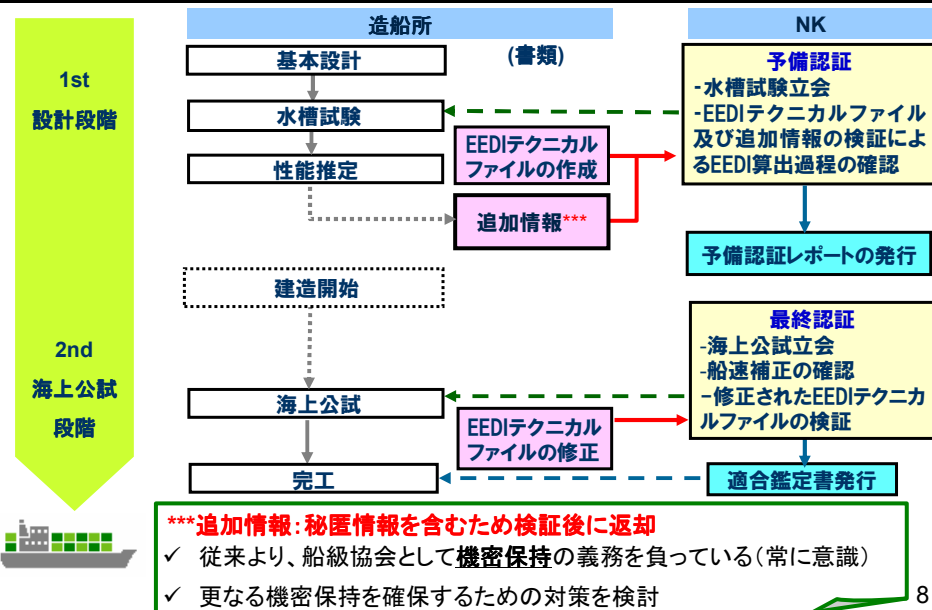 造船所
NK
1st
設計段階
基本設計
(書類)
水槽試験
性能推定
EEDIテクニカル
ファイルの作成
追加情報***
予備認証
-水槽試験立会
-EEDIテクニカルファイル
及び追加情報の検証によ
るEEDI算出過程の確認
予備認証レポートの発行
建造開始
2nd
海上公試
段階
海上公試
EEDIテクニカル
ファイルの修正
完工
最終認証
-海上公試立会
-船速補正の確認
-修正されたEEDIテクニカ
ルファイルの検証
適合鑑定書発行
***追加情報:秘匿情報を含むため検証後に返却
✓ 従来より、船級協会として機密保持の義務を負っている(常に意識)
✓ 更なる機密保持を確保するための対策を検討
8